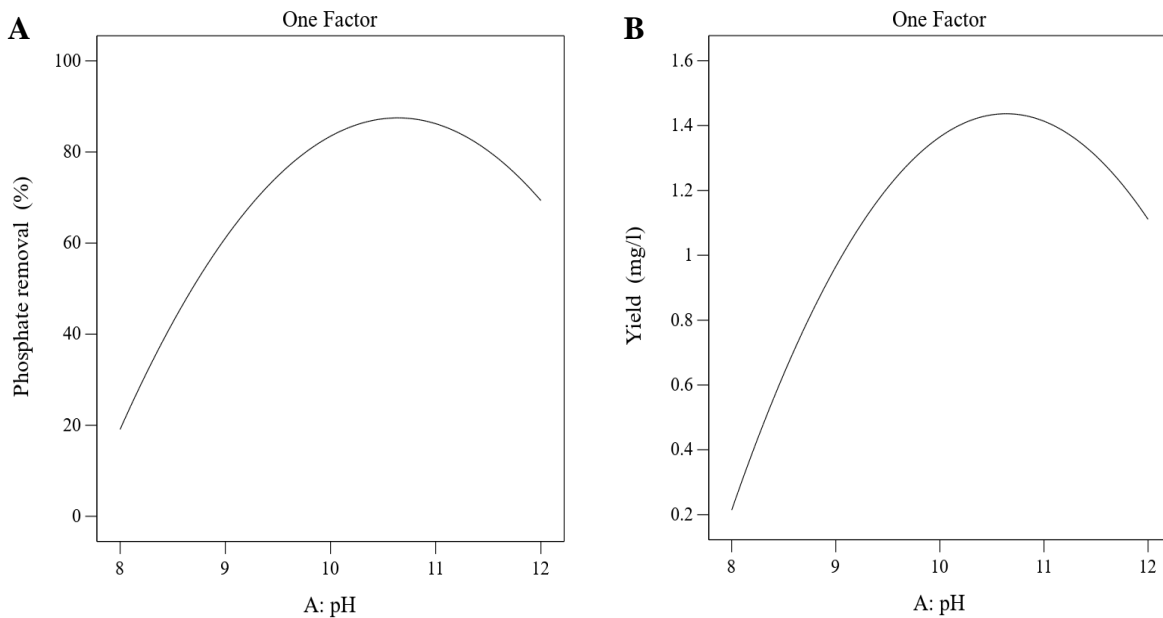 A
One Factor
100
80
60
40
20
0
Phosphate removal (%)
8 9 10 11 12
A: pH
B
One Factor
1.6
1.4
1.2
1
0.8
0.6
0.4
0.2
Yield (mg/l)
8 9 10 11 12
A: pH